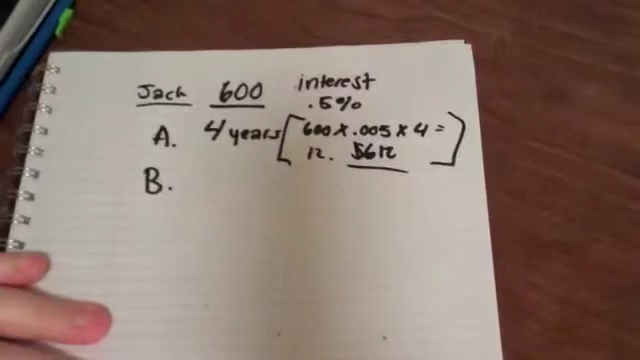 Jack 600 interest
.5%
A. 4 years [600 x .005 x 4 =
12. $612]
B.